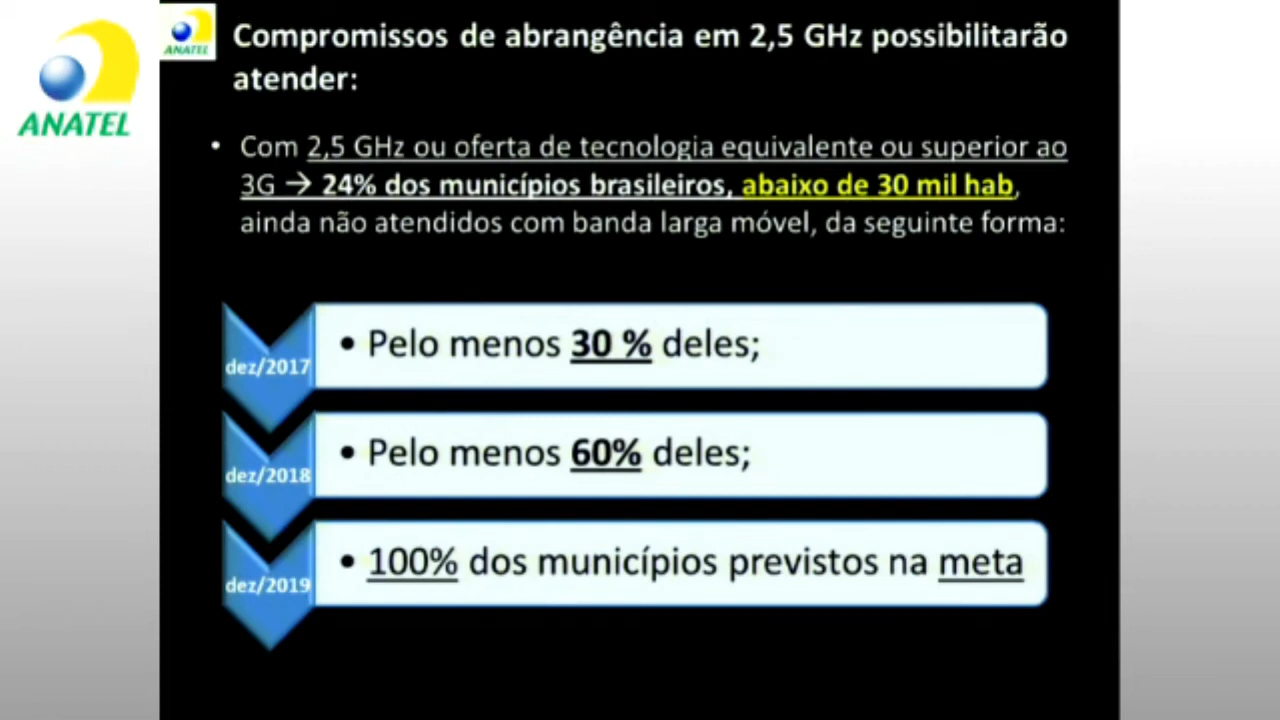 ANATEL
ANATEL
Compromissos de abrangência em 2,5 GHz possibilitarão
atender:
• Com 2,5 GHz ou oferta de tecnologia equivalente ou superior ao
3G → 24% dos municípios brasileiros, abaixo de 30 mil hab,
ainda não atendidos com banda larga móvel, da seguinte forma:
dez/2017
• Pelo menos 30 % deles;
dez/2018
• Pelo menos 60% deles;
dez/2019
• 100% dos municípios previstos na meta